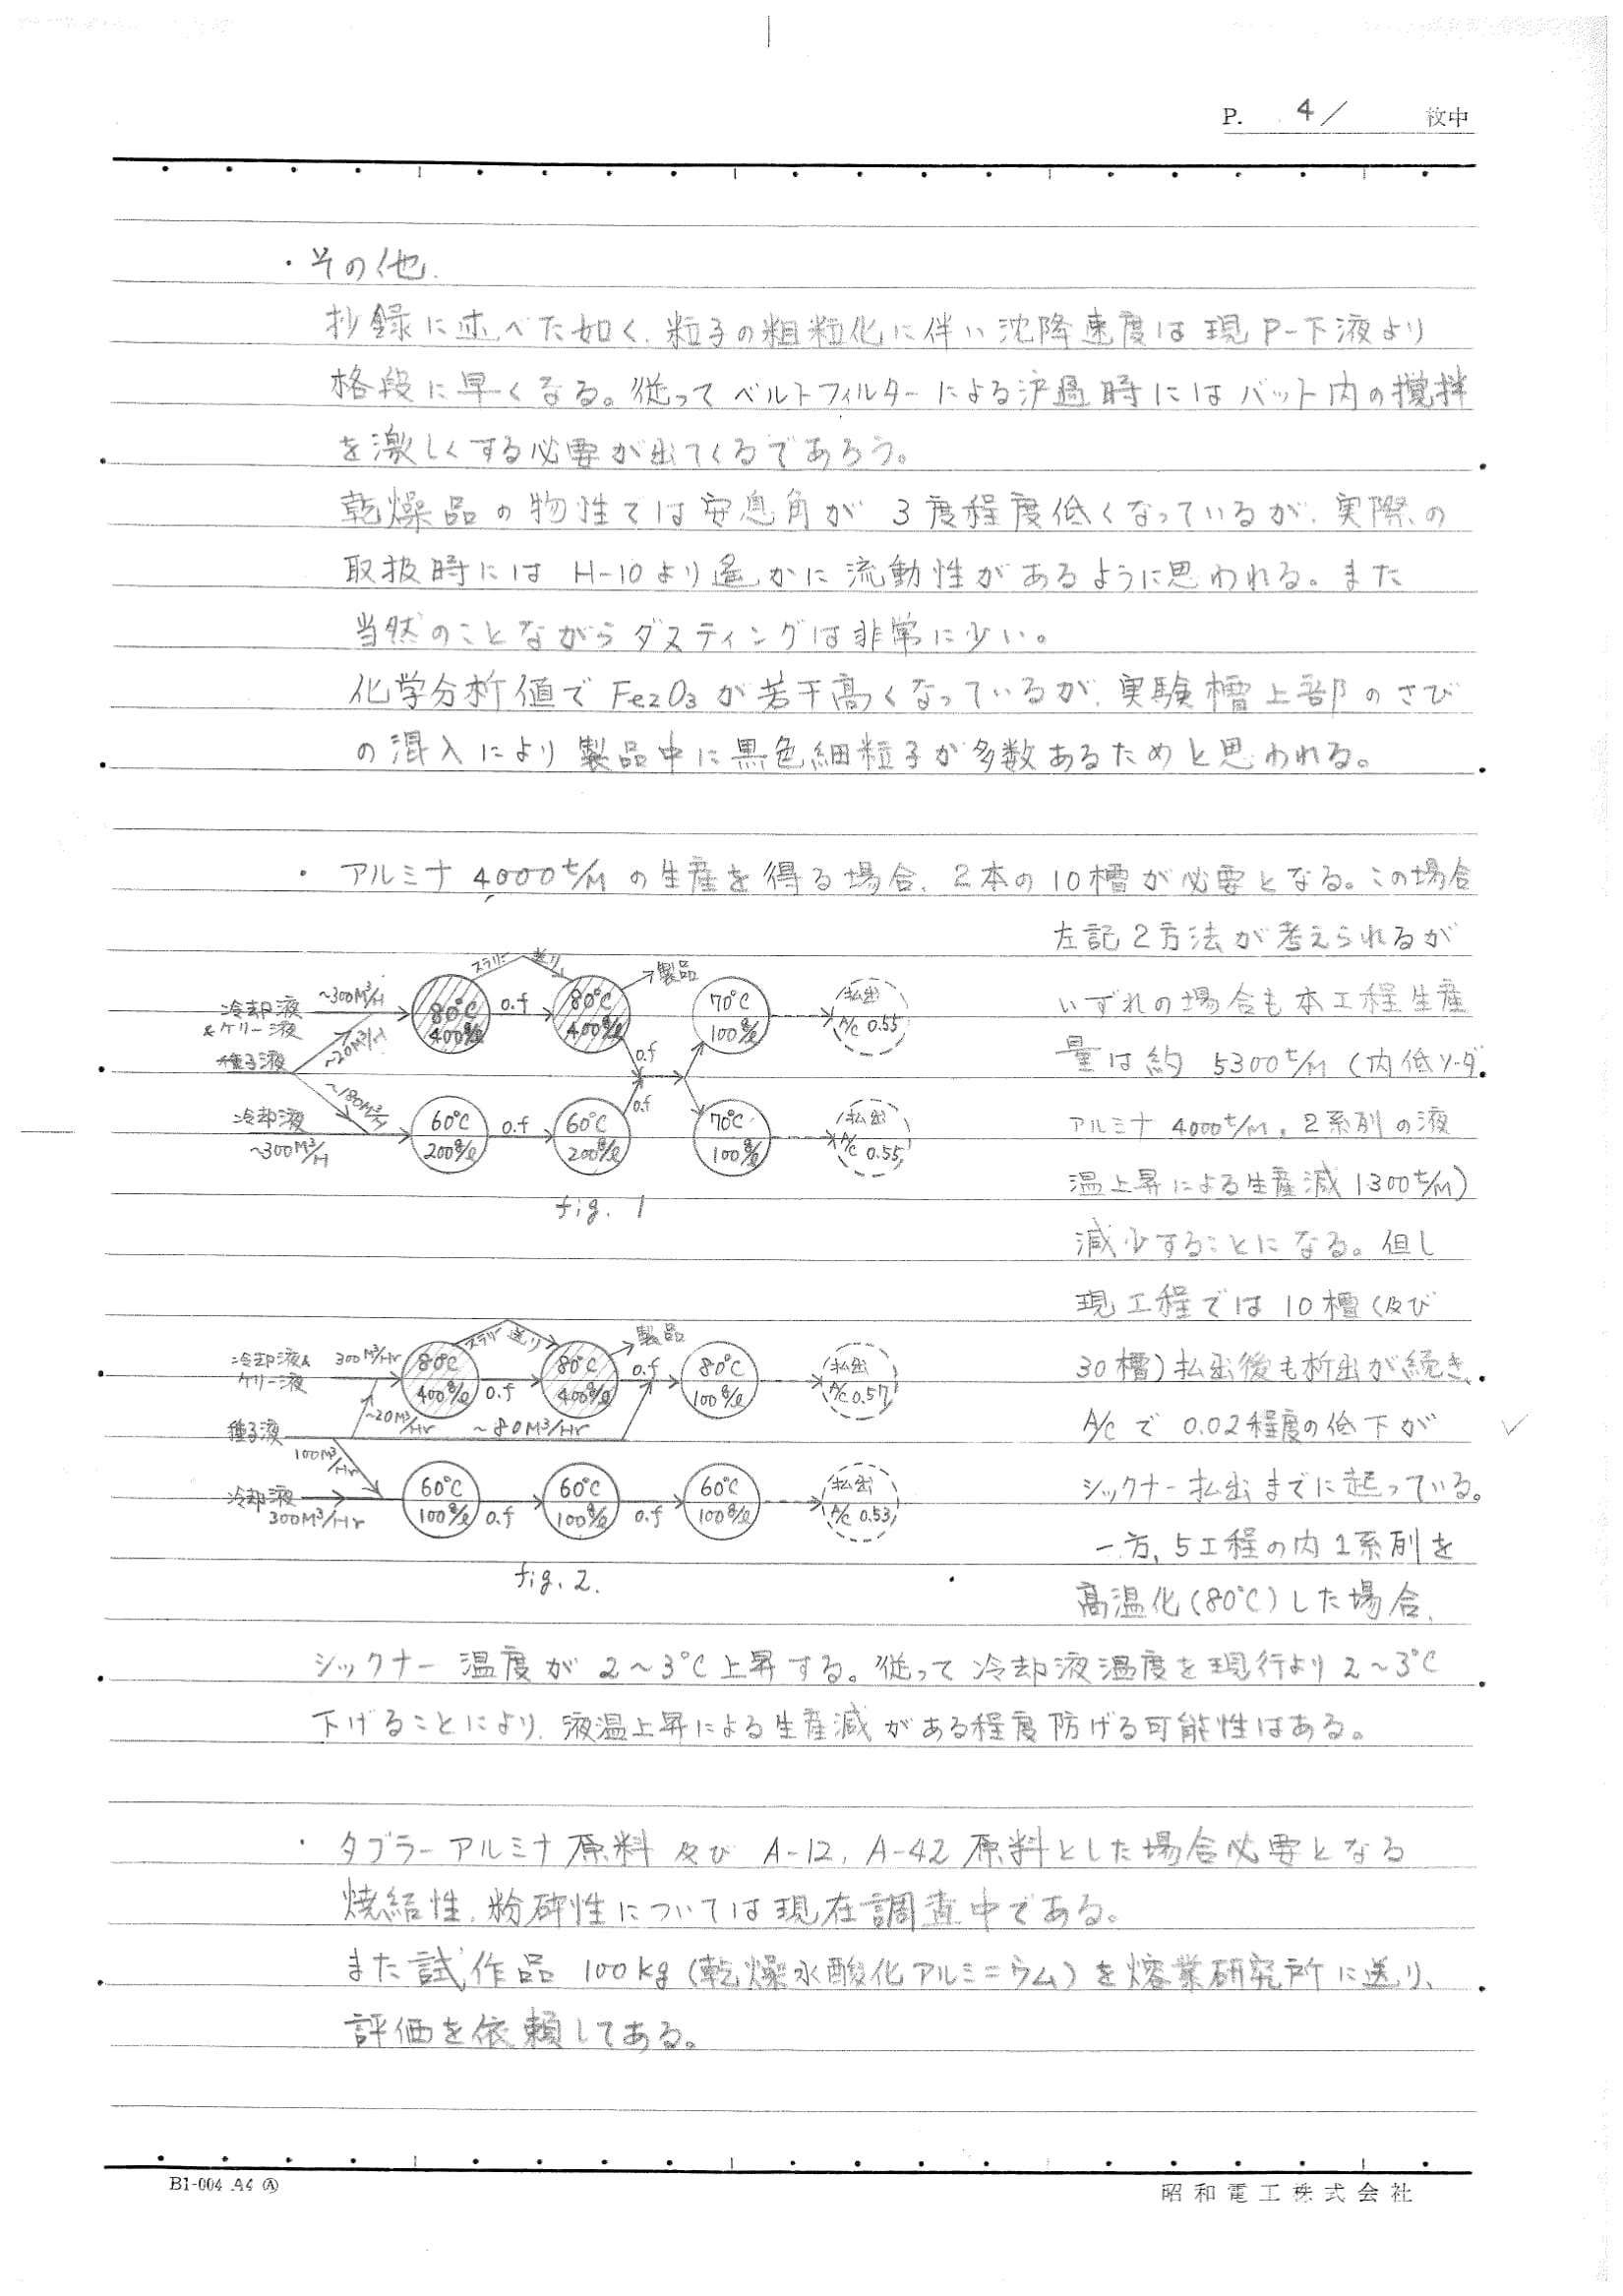 P. 4/ 枚中
・その他.
抄録に述べた如く、粒子の粗粒化に伴い沈降速度は現P-下液より
格段に早くなる。従ってベルトフィルターによる沪過時にはバット内の撹拌
を激しくする必要が出てくるであろう。
乾燥品の物性では安息角が3度程度低くなっているが、実際の
取扱時にはH-10より遙かに流動性があるように思われる。また
当然のことながらダスティングは非常に少い。
化学分析値でFe2O3が若干高くなっているが、実験槽上部のさび
の混入により製品中に黒色細粒子が多数あるためと思われる。
・アルミナ4000t/Mの生産を得る場合、2本の10槽が必要となる。この場合
左記2方法が考えられるが
いずれの場合も本工程生産
量は約5300t/M(内低ソーダ
アルミナ4000t/M。2系列の液
温上昇による生産減1300t/M)
減少することになる。但し
現工程では10槽(及び
30槽)払出後も析出が続き、
A/Cで0.02程度の低下が
シックナー払出までに起っている。
一方、5工程の内1系列を
高温化(80℃)した場合、
スラリー 送り
製品
冷却液
&ケリー液
~300M³/H
80℃
400g/l
o.f
80℃
400g/l
70℃
100g/l
払出
A/C 0.55
種子液
~20M³/H
o.f
~180M³/H
o.f
冷却液
~300M³/H
60℃
200g/l
o.f
60℃
200g/l
70℃
100g/l
払出
A/C 0.55
fig. 1
スラリー 送り
製品
冷却液&
ケリー液
300M³/Hr
80℃
400g/l
o.f
80℃
400g/l
o.f
80℃
100g/l
払出
A/C 0.57
種子液
~20M³/Hr
~80M³/Hr
100M³/Hr
冷却液
300M³/Hr
60℃
100g/l
o.f
60℃
100g/l
o.f
60℃
100g/l
払出
A/C 0.53
fig. 2.
シックナー温度が2~3℃上昇する。従って冷却液温度を現行より2~3℃
下げることにより、液温上昇による生産減がある程度防げる可能性はある。
・タブラーアルミナ原料及びA-12, A-42原料とした場合必要となる
焼結性、粉砕性については現在調査中である。
また試作品100kg(乾燥水酸化アルミニウム)を熔業研究所に送り、
評価を依頼してある。
B1-004 A4 Ⓐ
昭和電工株式会社